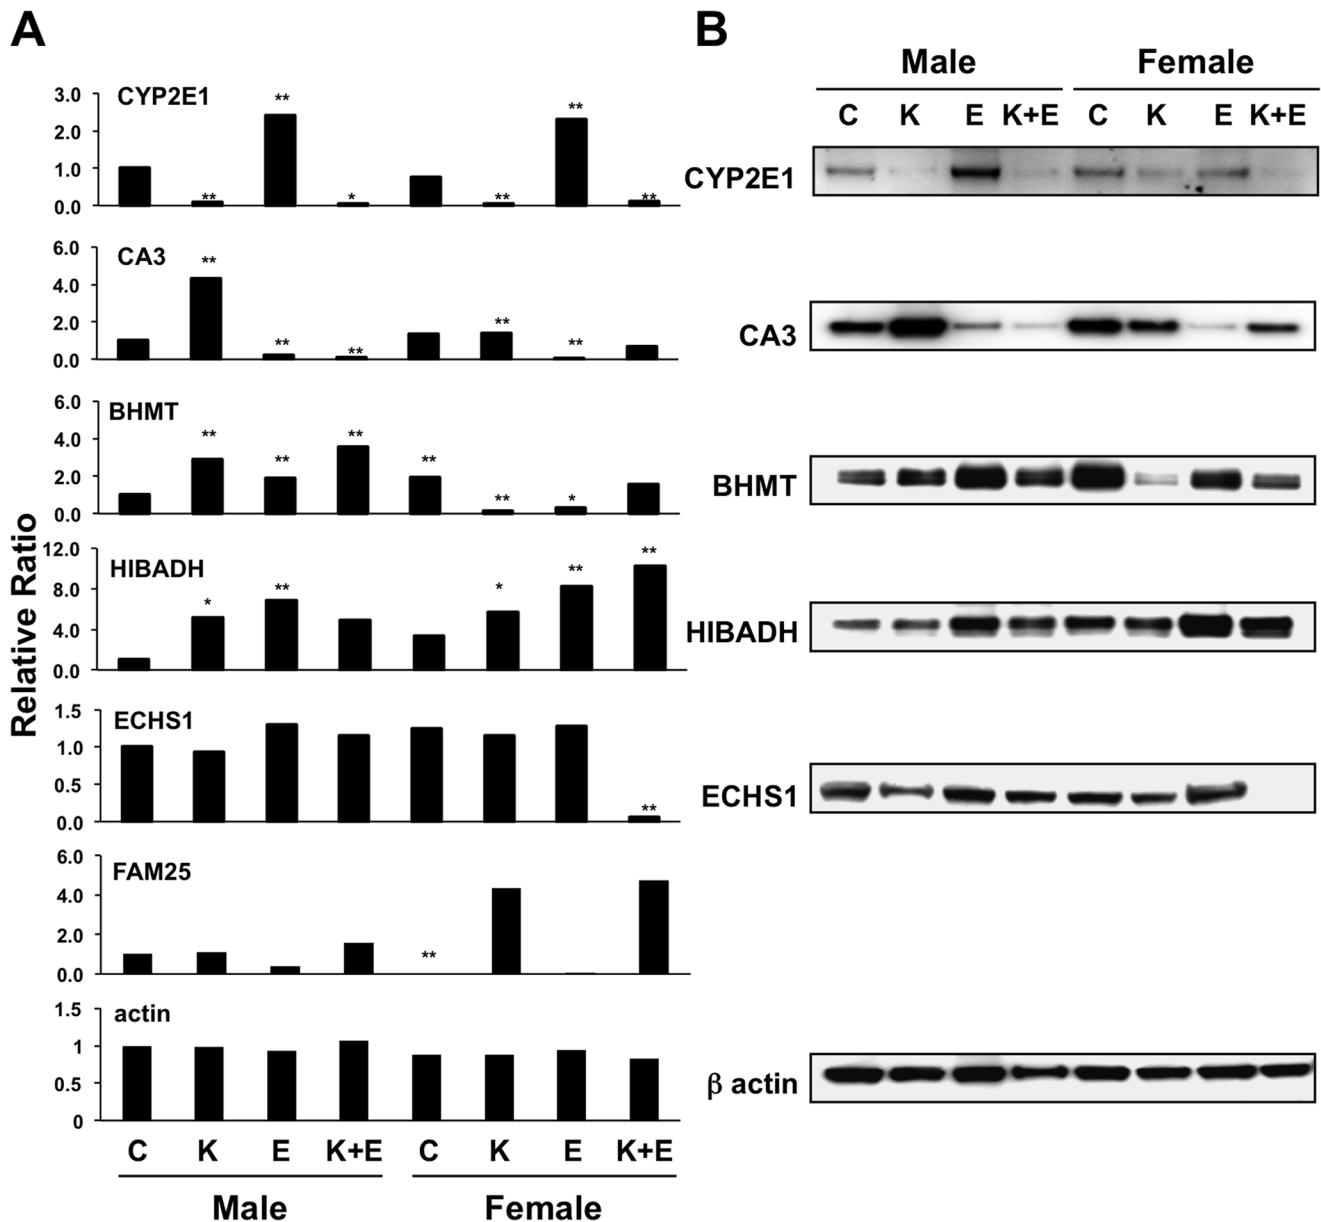 A
B
Male Female
C K E K+E C K E K+E
Relative Ratio
CYP2E1
3.0
2.0
1.0
0.0
** ** * ** ** **
CA3
6.0
4.0
2.0
0.0
** ** ** ** **
BHMT
6.0
4.0
2.0
0.0
** ** ** ** ** *
HIBADH
12.0
8.0
4.0
0.0
* ** * ** **
ECHS1
1.5
1.0
0.5
0.0
**
FAM25
6.0
4.0
2.0
0.0
**
actin
1.5
1
0.5
0
C K E K+E C K E K+E
Male Female
CYP2E1
CA3
BHMT
HIBADH
ECHS1
β actin